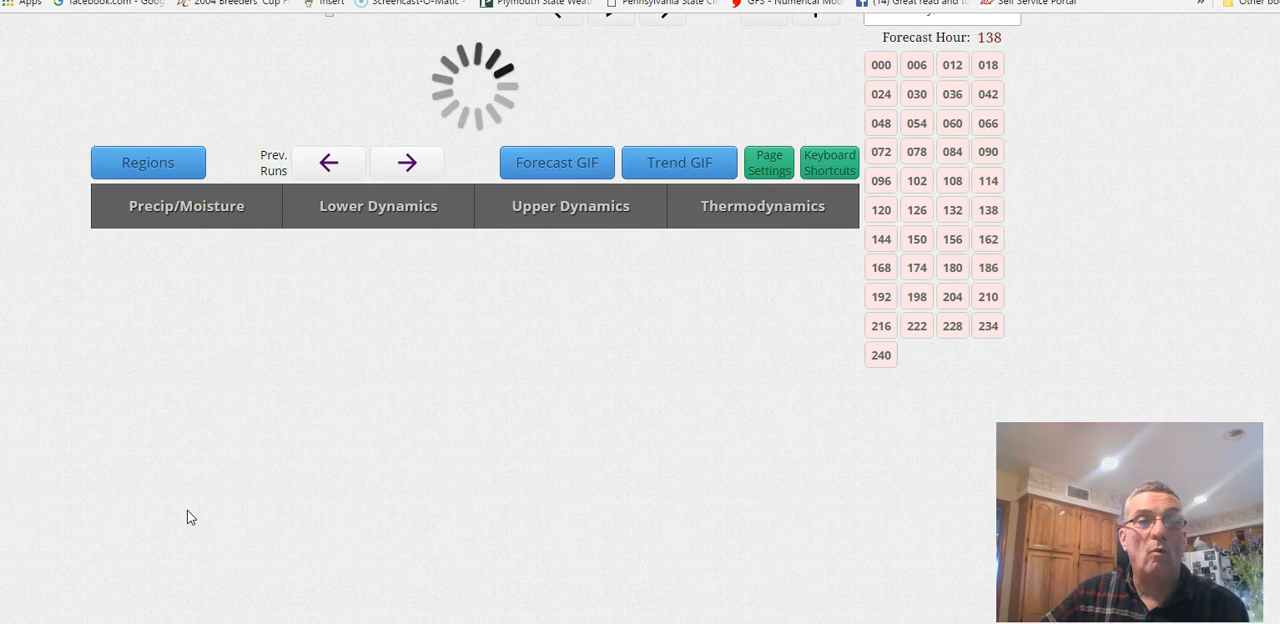 Apps facebook.com - Goog 2004 Breeders' Cup F Insert Screencast-O-Matic - Plymouth State Weat Pennsylvania State Cl GFS - Numerical Mod (14) Great read and t Self Service Portal » Other bo
Forecast Hour: 138
000 006 012 018
024 030 036 042
048 054 060 066
072 078 084 090
096 102 108 114
120 126 132 138
144 150 156 162
168 174 180 186
192 198 204 210
216 222 228 234
240
Regions
Prev.
Runs
Forecast GIF
Trend GIF
Page
Settings
Keyboard
Shortcuts
Precip/Moisture Lower Dynamics Upper Dynamics Thermodynamics